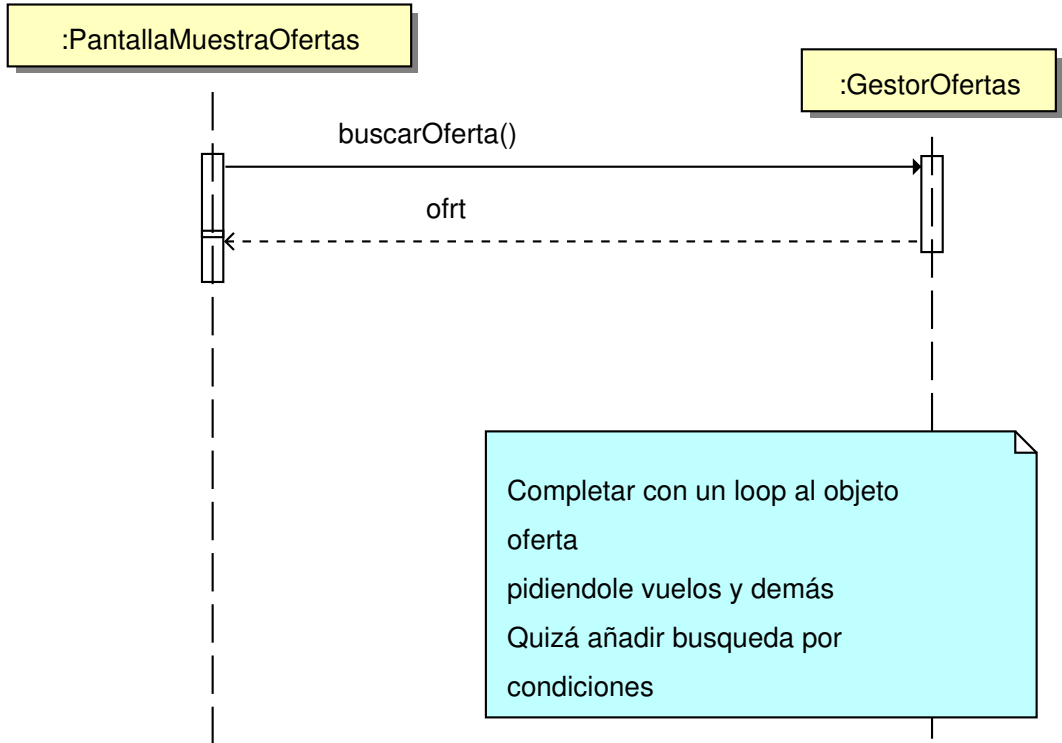 :PantallaMuestraOfertas
:GestorOfertas
buscarOferta()
ofrt
Completar con un loop al objeto
oferta
pidiendole vuelos y demás
Quizá añadir busqueda por
condiciones